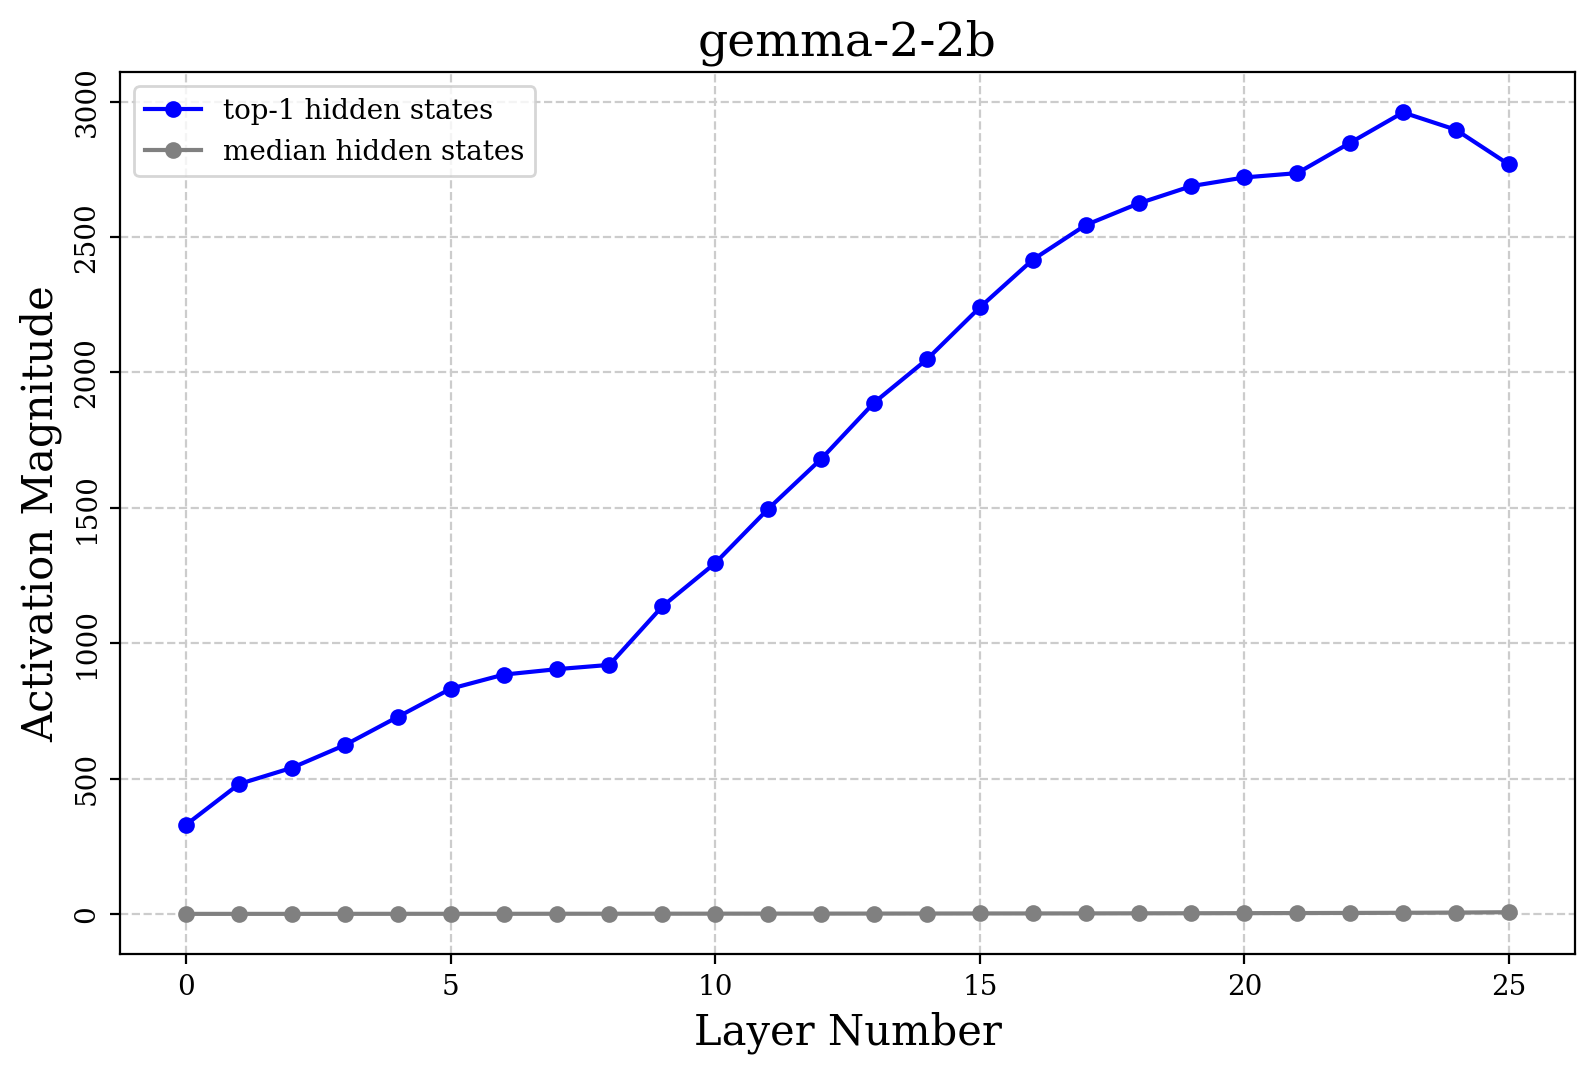 gemma-2-2b
top-1 hidden states
median hidden states
Activation Magnitude
3000
2500
2000
1500
1000
500
0
0 5 10 15 20 25
Layer Number